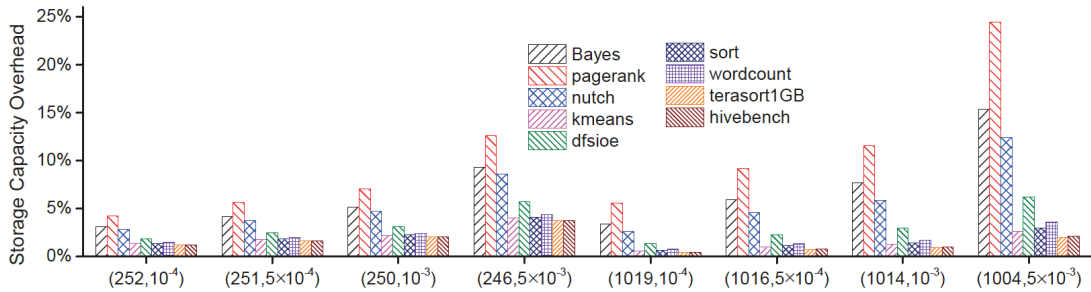 Storage Capacity Overhead
25%
20%
15%
10%
5%
0%
Bayes
pagerank
nutch
kmeans
dfsioe
sort
wordcount
terasort1GB
hivebench
(252,10⁻⁴)
(251,5×10⁻⁴)
(250,10⁻³)
(246,5×10⁻³)
(1019,10⁻⁴)
(1016,5×10⁻⁴)
(1014,10⁻³)
(1004,5×10⁻³)